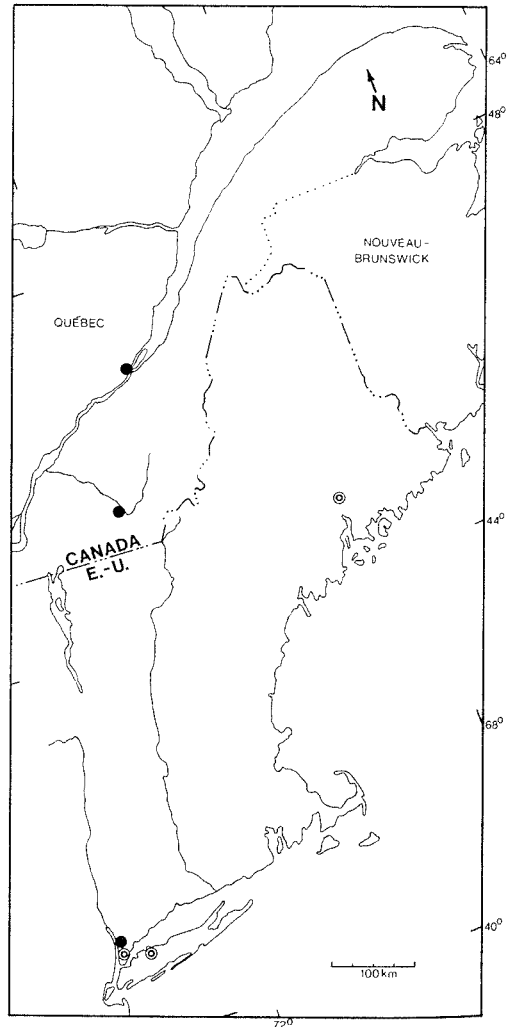 64°
48°
N
NOUVEAU-
BRUNSWICK
QUÉBEC
44°
CANADA
E.-U.
68°
40°
100 km
72°